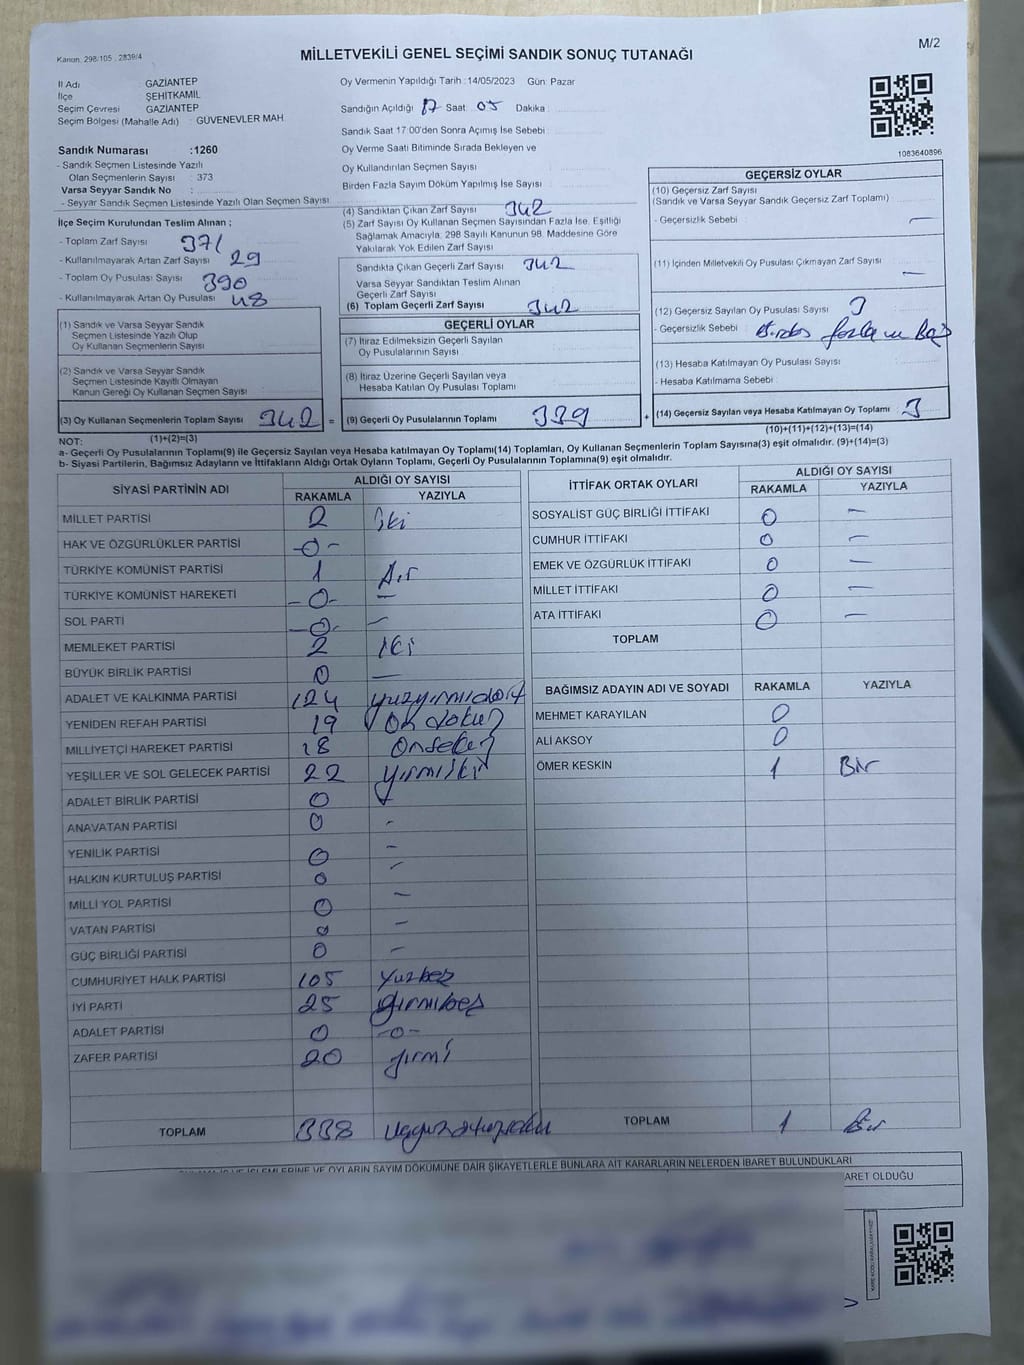 Kanun: 298/105 , 2839/4
MİLLETVEKİLİ GENEL SEÇİMİ SANDIK SONUÇ TUTANAĞI
M/2
İl Adı GAZİANTEP
İlçe ŞEHİTKAMİL
Seçim Çevresi GAZİANTEP
Seçim Bölgesi (Mahalle Adı) : GÜVENEVLER MAH.
Oy Vermenin Yapıldığı Tarih : 14/05/2023 Gün: Pazar
Sandığın Açıldığı 17 Saat 05 Dakika
Sandık Saat 17:00'den Sonra Açımış İse Sebebi
Oy Verme Saati Bitiminde Sırada Bekleyen ve
Oy Kullandırılan Seçmen Sayısı
Birden Fazla Sayım Döküm Yapılmış İse Sayısı
1083640896
Sandık Numarası :1260
- Sandık Seçmen Listesinde Yazılı
Olan Seçmenlerin Sayısı : 373
Varsa Seyyar Sandık No :
- Seyyar Sandık Seçmen Listesinde Yazılı Olan Seçmen Sayısı
İlçe Seçim Kurulundan Teslim Alınan ;
- Toplam Zarf Sayısı 371
- Kullanılmayarak Artan Zarf Sayısı 29
- Toplam Oy Pusulası Sayısı 390
- Kullanılmayarak Artan Oy Pusulası 48
(4) Sandıktan Çıkan Zarf Sayısı 342
(5) Zarf Sayısı Oy Kullanan Seçmen Sayısından Fazla İse, Eşitliği
Sağlamak Amacıyla, 298 Sayılı Kanunun 98. Maddesine Göre
Yakılarak Yok Edilen Zarf Sayısı
Sandıkta Çıkan Geçerli Zarf Sayısı 342
Varsa Seyyar Sandıktan Teslim Alınan
Geçerli Zarf Sayısı
(6) Toplam Geçerli Zarf Sayısı 342
GEÇERSİZ OYLAR
(10) Geçersiz Zarf Sayısı
(Sandık ve Varsa Seyyar Sandık Geçersiz Zarf Toplamı)
- Geçersizlik Sebebi : —
(11) İçinden Milletvekili Oy Pusulası Çıkmayan Zarf Sayısı
—
(12) Geçersiz Sayılan Oy Pusulası Sayısı 3
- Geçersizlik Sebebi : fazla
(13) Hesaba Katılmayan Oy Pusulası Sayısı
- Hesaba Katılmama Sebebi
(14) Geçersiz Sayılan veya Hesaba Katılmayan Oy Toplamı 3
(10)+(11)+(12)+(13)=(14)
(1) Sandık ve Varsa Seyyar Sandık
Seçmen Listesinde Yazılı Olup
Oy Kullanan Seçmenlerin Sayısı
(2) Sandık ve Varsa Seyyar Sandık
Seçmen Listesinde Kayıtlı Olmayan
Kanun Gereği Oy Kullanan Seçmen Sayısı
(3) Oy Kullanan Seçmenlerin Toplam Sayısı 342 =
(1)+(2)=(3)
GEÇERLİ OYLAR
(7) İtiraz Edilmeksizin Geçerli Sayılan
Oy Pusulalarının Sayısı
(8) İtiraz Üzerine Geçerli Sayılan veya
Hesaba Katılan Oy Pusulası Toplamı
(9) Geçerli Oy Pusulalarının Toplamı 339 +
NOT:
a- Geçerli Oy Pusulalarının Toplamı(9) ile Geçersiz Sayılan veya Hesaba katılmayan Oy Toplamı(14) Toplamları, Oy Kullanan Seçmenlerin Toplam Sayısına(3) eşit olmalıdır. (9)+(14)=(3)
b- Siyasi Partilerin, Bağımsız Adayların ve İttifakların Aldığı Ortak Oyların Toplamı, Geçerli Oy Pusulalarının Toplamına(9) eşit olmalıdır.
SİYASİ PARTİNİN ADI ALDIĞI OY SAYISI
RAKAMLA YAZIYLA
MİLLET PARTİSİ 2 iki
HAK VE ÖZGÜRLÜKLER PARTİSİ -0-
TÜRKİYE KOMÜNİST PARTİSİ 1 Bir
TÜRKİYE KOMÜNİST HAREKETİ -0- —
SOL PARTİ -0- —
MEMLEKET PARTİSİ 2 iki
BÜYÜK BİRLİK PARTİSİ 0 —
ADALET VE KALKINMA PARTİSİ 124 yüzyirmidört
YENİDEN REFAH PARTİSİ 19 On dokuz
MİLLİYETÇİ HAREKET PARTİSİ 18 Onsekiz
YEŞİLLER VE SOL GELECEK PARTİSİ 22 yirmiiki
ADALET BİRLİK PARTİSİ 0
ANAVATAN PARTİSİ 0 -
YENİLİK PARTİSİ 0 -
HALKIN KURTULUŞ PARTİSİ 0 -
MİLLİ YOL PARTİSİ 0 -
VATAN PARTİSİ 0 -
GÜÇ BİRLİĞİ PARTİSİ 0 -
CUMHURİYET HALK PARTİSİ 105 Yüzbeş
İYİ PARTİ 25 yirmibeş
ADALET PARTİSİ 0 -0-
ZAFER PARTİSİ 20 yirmi
TOPLAM 338 üçyüzotuzsekiz
İTTİFAK ORTAK OYLARI ALDIĞI OY SAYISI
RAKAMLA YAZIYLA
SOSYALİST GÜÇ BİRLİĞİ İTTİFAKI 0 —
CUMHUR İTTİFAKI 0 —
EMEK VE ÖZGÜRLÜK İTTİFAKI 0 —
MİLLET İTTİFAKI 0 —
ATA İTTİFAKI 0 —
TOPLAM
BAĞIMSIZ ADAYIN ADI VE SOYADI RAKAMLA YAZIYLA
MEHMET KARAYILAN 0
ALİ AKSOY 0
ÖMER KESKİN 1 Bir
TOPLAM 1 Bir
İŞLEMLERİNE VE OYLARIN SAYIM DÖKÜMÜNE DAİR ŞİKAYETLERLE BUNLARA AİT KARARLARIN NELERDEN İBARET BULUNDUKLARI
ARET OLDUĞU